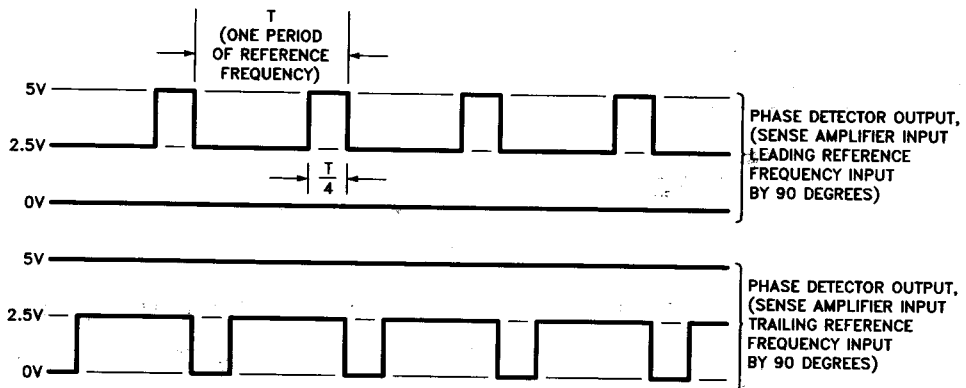 T
(ONE PERIOD
OF REFERENCE
FREQUENCY)
5V
2.5V
T
4
0V
PHASE DETECTOR OUTPUT,
(SENSE AMPLIFIER INPUT
LEADING REFERENCE
FREQUENCY INPUT
BY 90 DEGREES)
5V
2.5V
0V
PHASE DETECTOR OUTPUT,
(SENSE AMPLIFIER INPUT
TRAILING REFERENCE
FREQUENCY INPUT
BY 90 DEGREES)